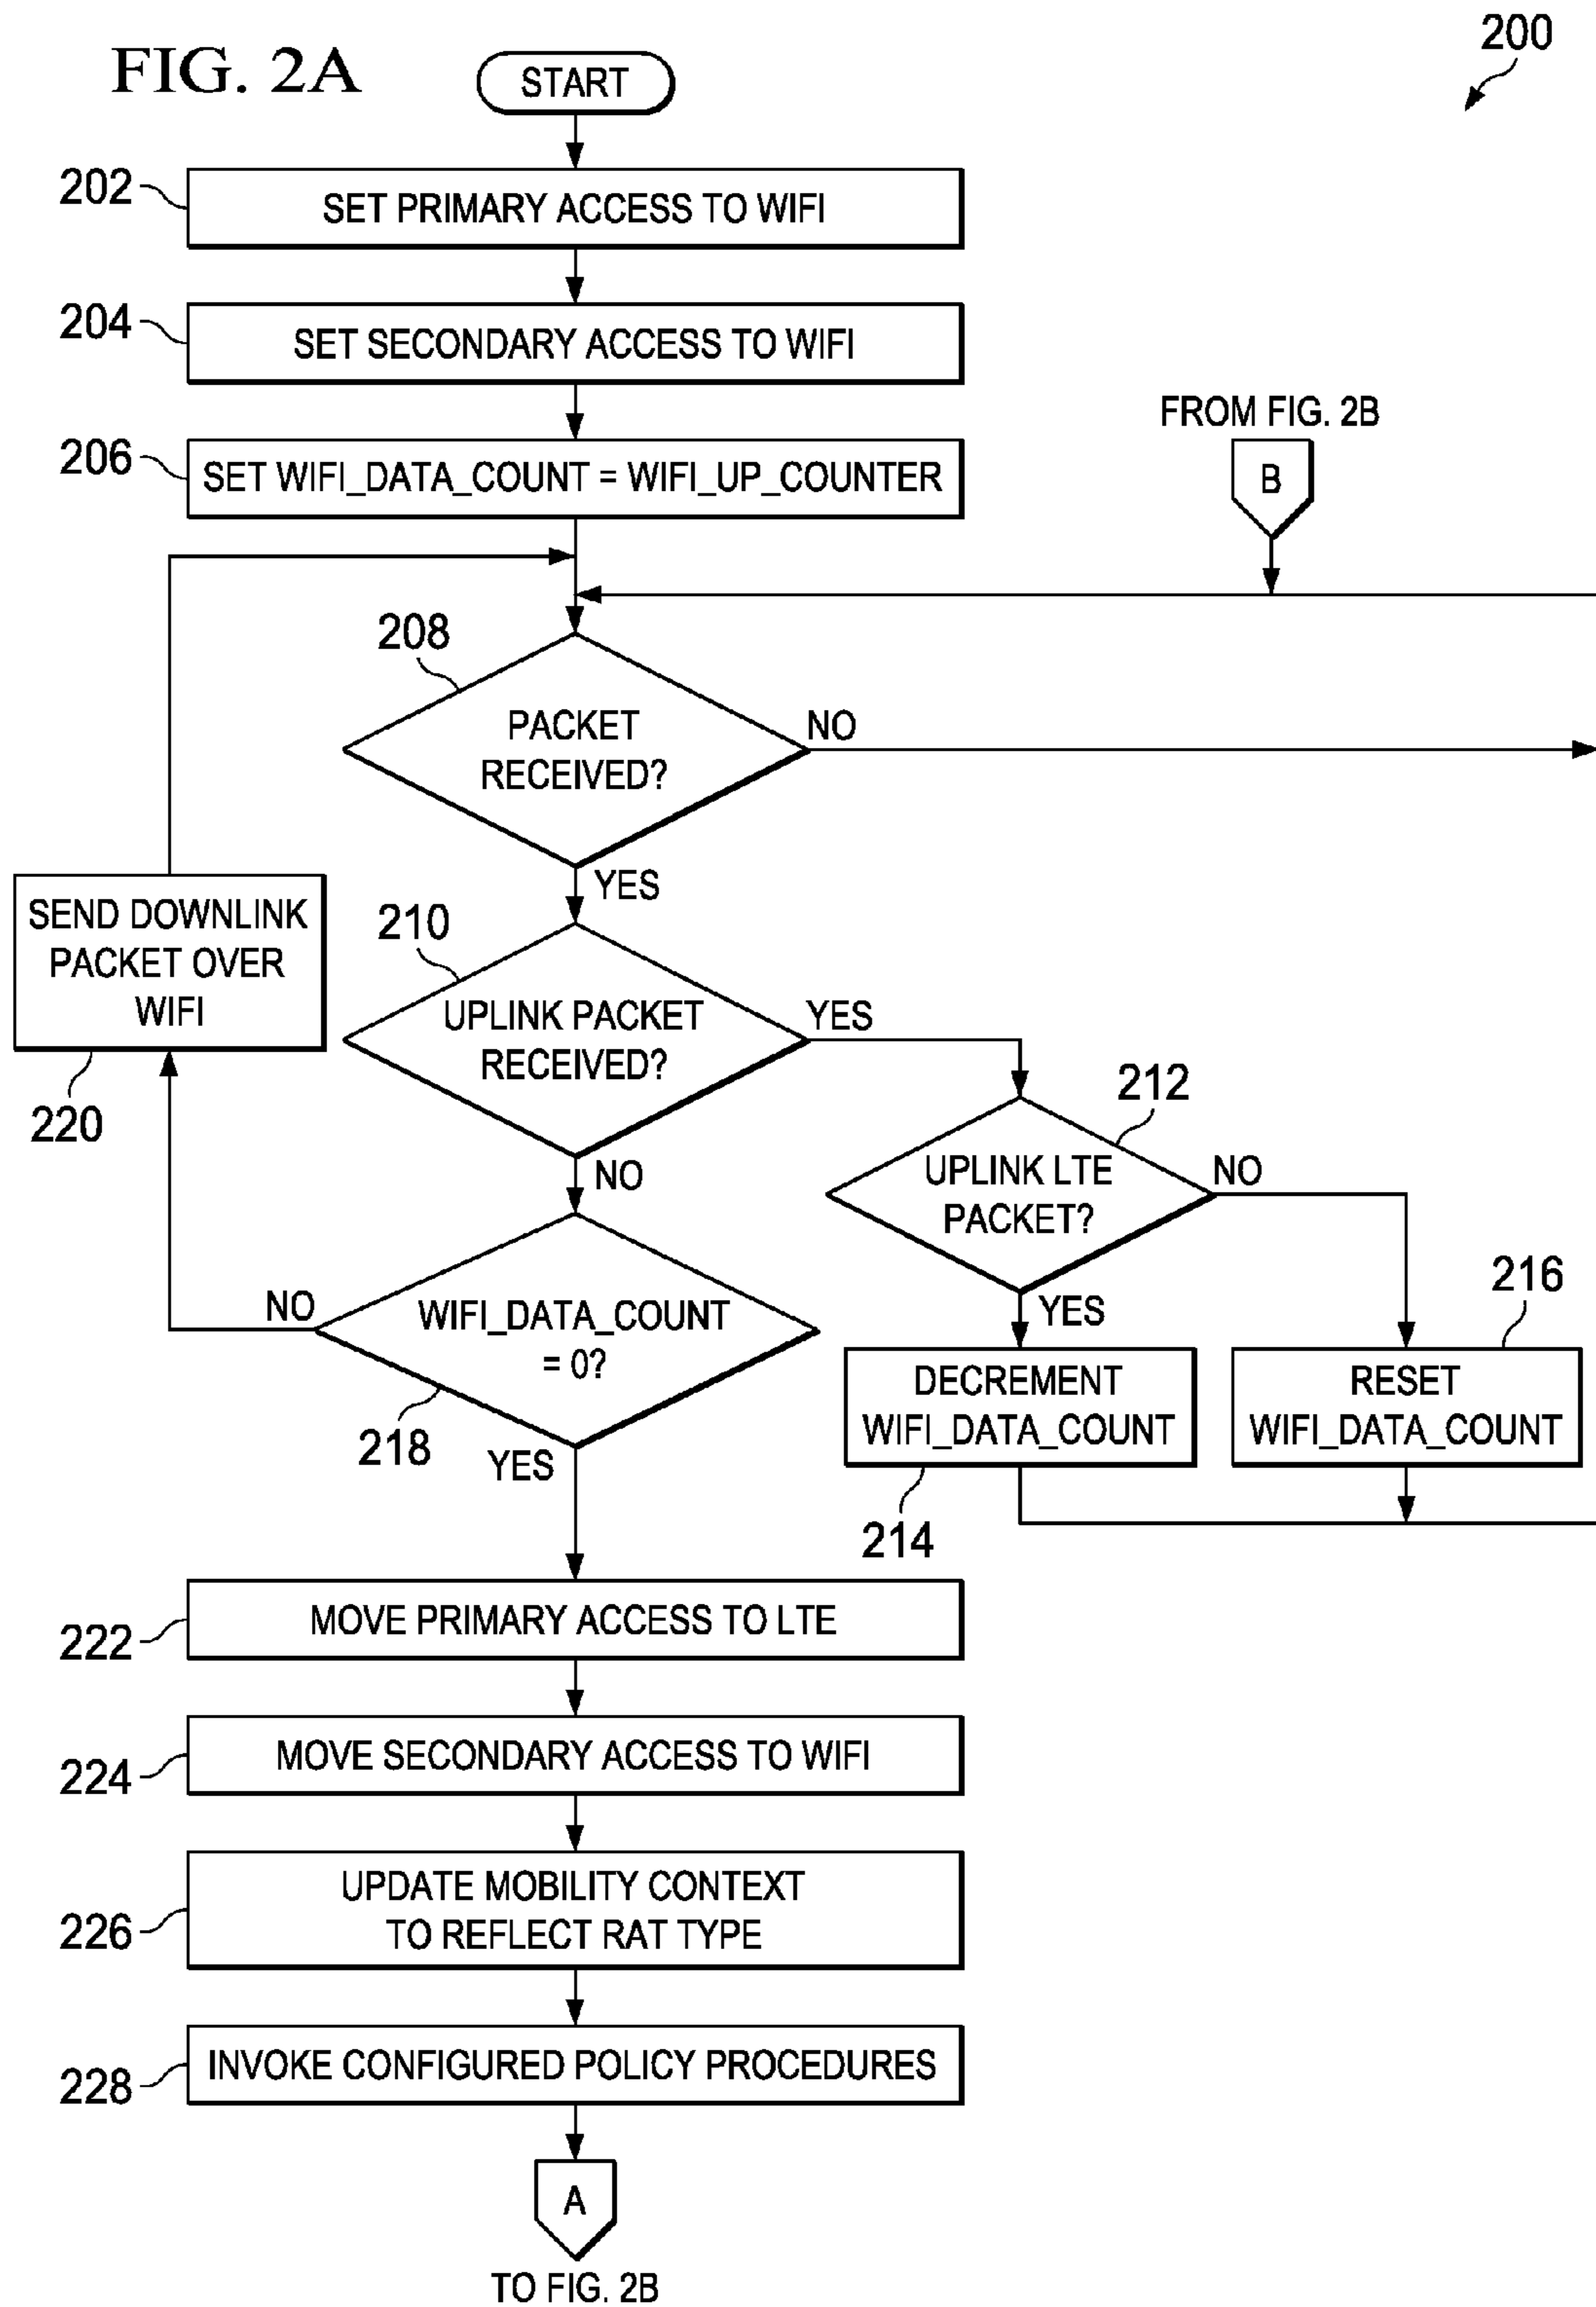 FIG. 2A
200
START
202
SET PRIMARY ACCESS TO WIFI
204
SET SECONDARY ACCESS TO WIFI
FROM FIG. 2B
B
206
SET WIFI_DATA_COUNT = WIFI_UP_COUNTER
208
PACKET
RECEIVED?
NO
YES
SEND DOWNLINK
PACKET OVER
WIFI
220
210
UPLINK PACKET
RECEIVED?
YES
NO
212
UPLINK LTE
PACKET?
NO
YES
216
WIFI_DATA_COUNT
= 0?
NO
218
YES
DECREMENT
WIFI_DATA_COUNT
214
RESET
WIFI_DATA_COUNT
222
MOVE PRIMARY ACCESS TO LTE
224
MOVE SECONDARY ACCESS TO WIFI
226
UPDATE MOBILITY CONTEXT
TO REFLECT RAT TYPE
228
INVOKE CONFIGURED POLICY PROCEDURES
A
TO FIG. 2B